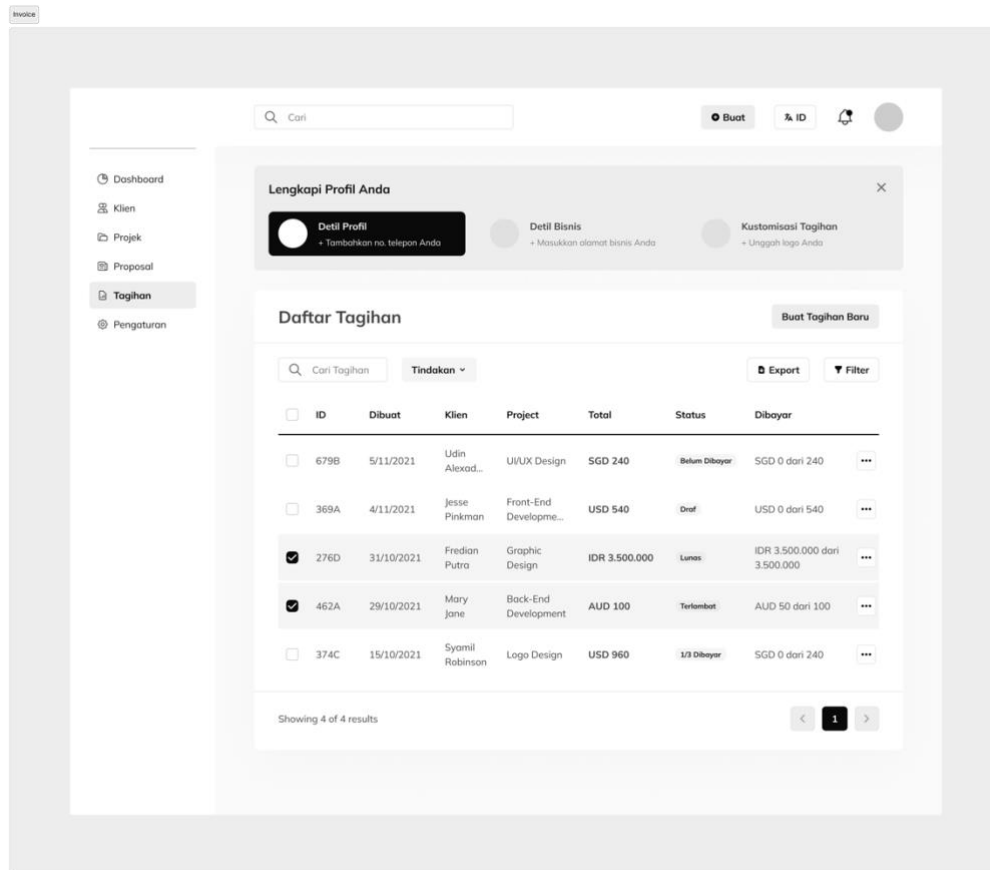 Invoice
Cari
Buat
ID
Dashboard
Klien
Projek
Proposal
Tagihan
Pengaturan
Lengkapi Profil Anda
Detil Profil
+ Tambahkan no. telepon Anda
Detil Bisnis
+ Masukkan alamat bisnis Anda
Kustomisasi Tagihan
+ Unggah logo Anda
Daftar Tagihan
Buat Tagihan Baru
Cari Tagihan
Tindakan
Export
Filter
ID Dibuat Klien Project Total Status Dibayar
679B 5/11/2021 Udin Alexad... UI/UX Design SGD 240 Belum Dibayar SGD 0 dari 240
369A 4/11/2021 Jesse Pinkman Front-End Developme... USD 540 Draf USD 0 dari 540
276D 31/10/2021 Fredian Putra Graphic Design IDR 3.500.000 Lunas IDR 3.500.000 dari 3.500.000
462A 29/10/2021 Mary Jane Back-End Development AUD 100 Terlambat AUD 50 dari 100
374C 15/10/2021 Syamil Robinson Logo Design USD 960 1/3 Dibayar SGD 0 dari 240
Showing 4 of 4 results
1